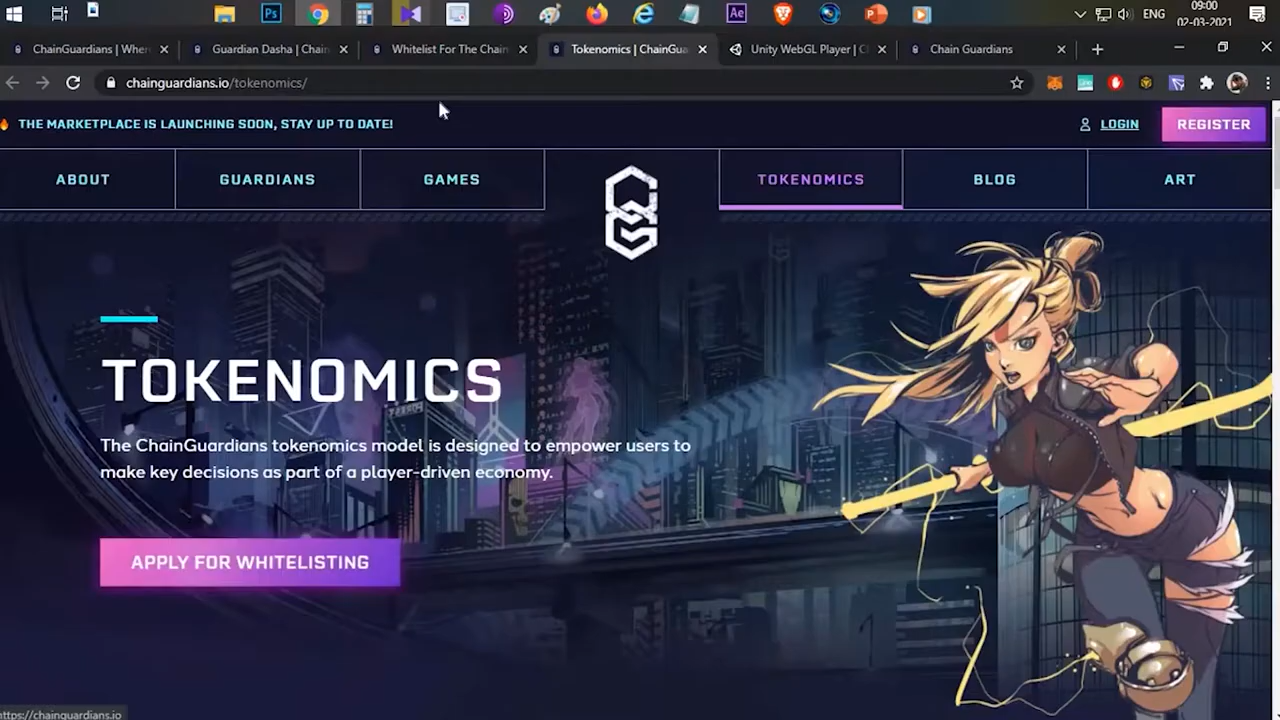 09:00
ENG
02-03-2021
ChainGuardians | Where
Guardian Dasha | Chain
Whitelist For The Chain
Tokenomics | ChainGua
Unity WebGL Player | C
Chain Guardians
chainguardians.io/tokenomics/
THE MARKETPLACE IS LAUNCHING SOON, STAY UP TO DATE!
LOGIN
REGISTER
ABOUT
GUARDIANS
GAMES
TOKENOMICS
BLOG
ART
TOKENOMICS
The ChainGuardians tokenomics model is designed to empower users to
make key decisions as part of a player-driven economy.
APPLY FOR WHITELISTING
https://chainguardians.io